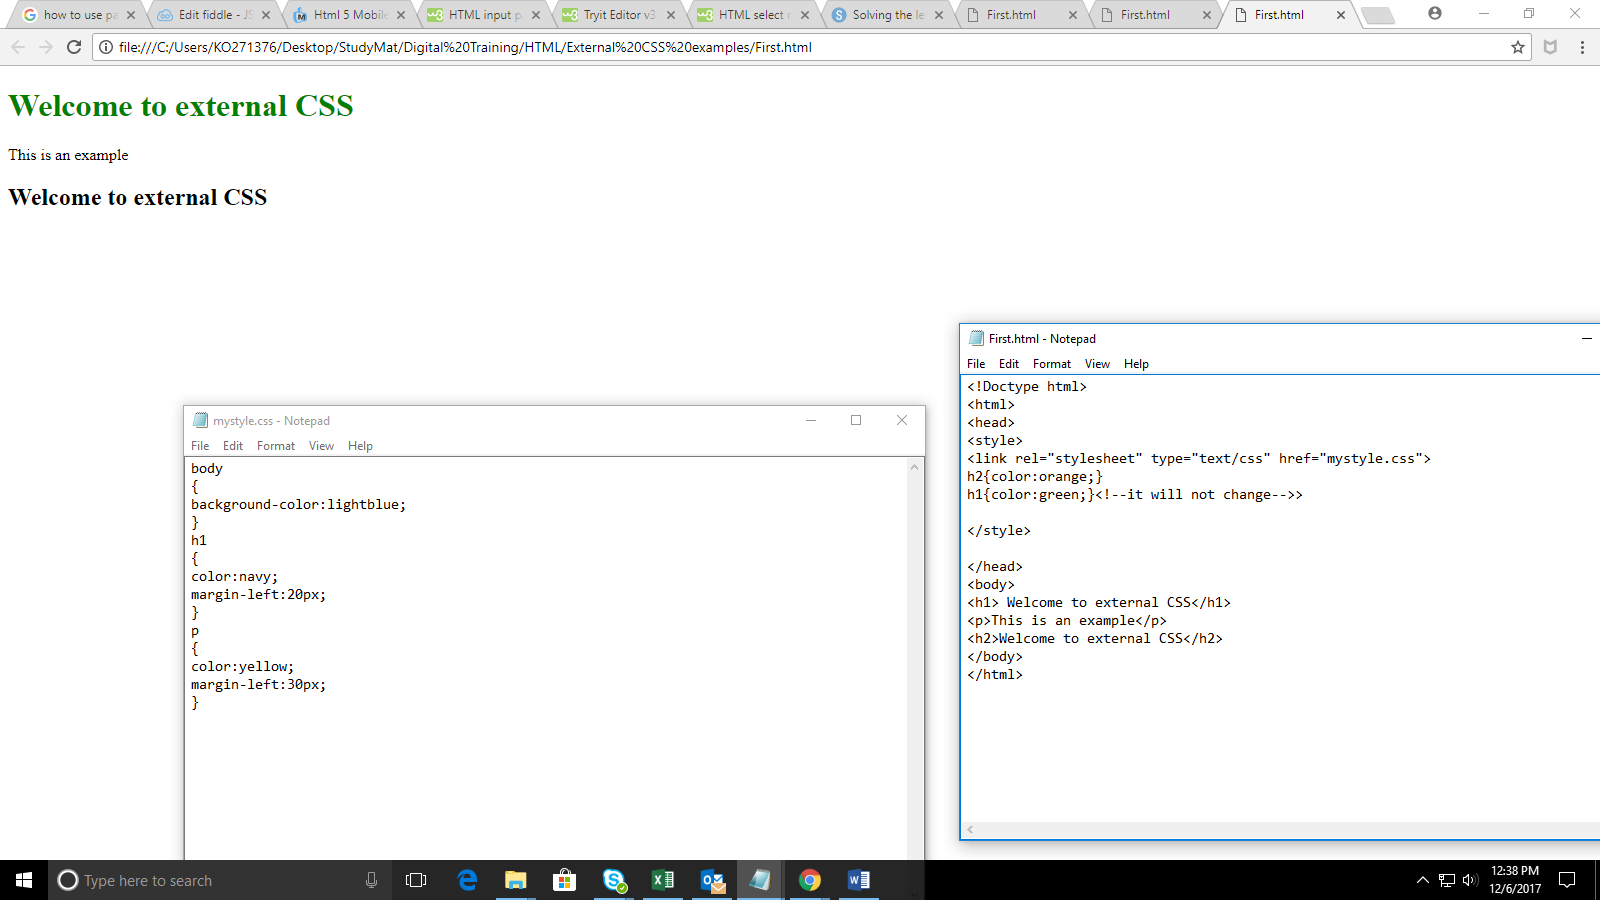 how to use pa
Edit fiddle - JS
Html 5 Mobile
HTML input p
Tryit Editor v3
HTML select r
Solving the le
First.html
First.html
First.html
file:///C:/Users/KO271376/Desktop/StudyMat/Digital%20Training/HTML/External%20CSS%20examples/First.html
Welcome to external CSS
This is an example
Welcome to external CSS
mystyle.css - Notepad
File Edit Format View Help
body
{
background-color:lightblue;
}
h1
{
color:navy;
margin-left:20px;
}
p
{
color:yellow;
margin-left:30px;
}
First.html - Notepad
File Edit Format View Help
<!Doctype html>
<html>
<head>
<style>
<link rel="stylesheet" type="text/css" href="mystyle.css">
h2{color:orange;}
h1{color:green;}<!--it will not change-->>
</style>
</head>
<body>
<h1> Welcome to external CSS</h1>
<p>This is an example</p>
<h2>Welcome to external CSS</h2>
</body>
</html>
Type here to search
12:38 PM
12/6/2017